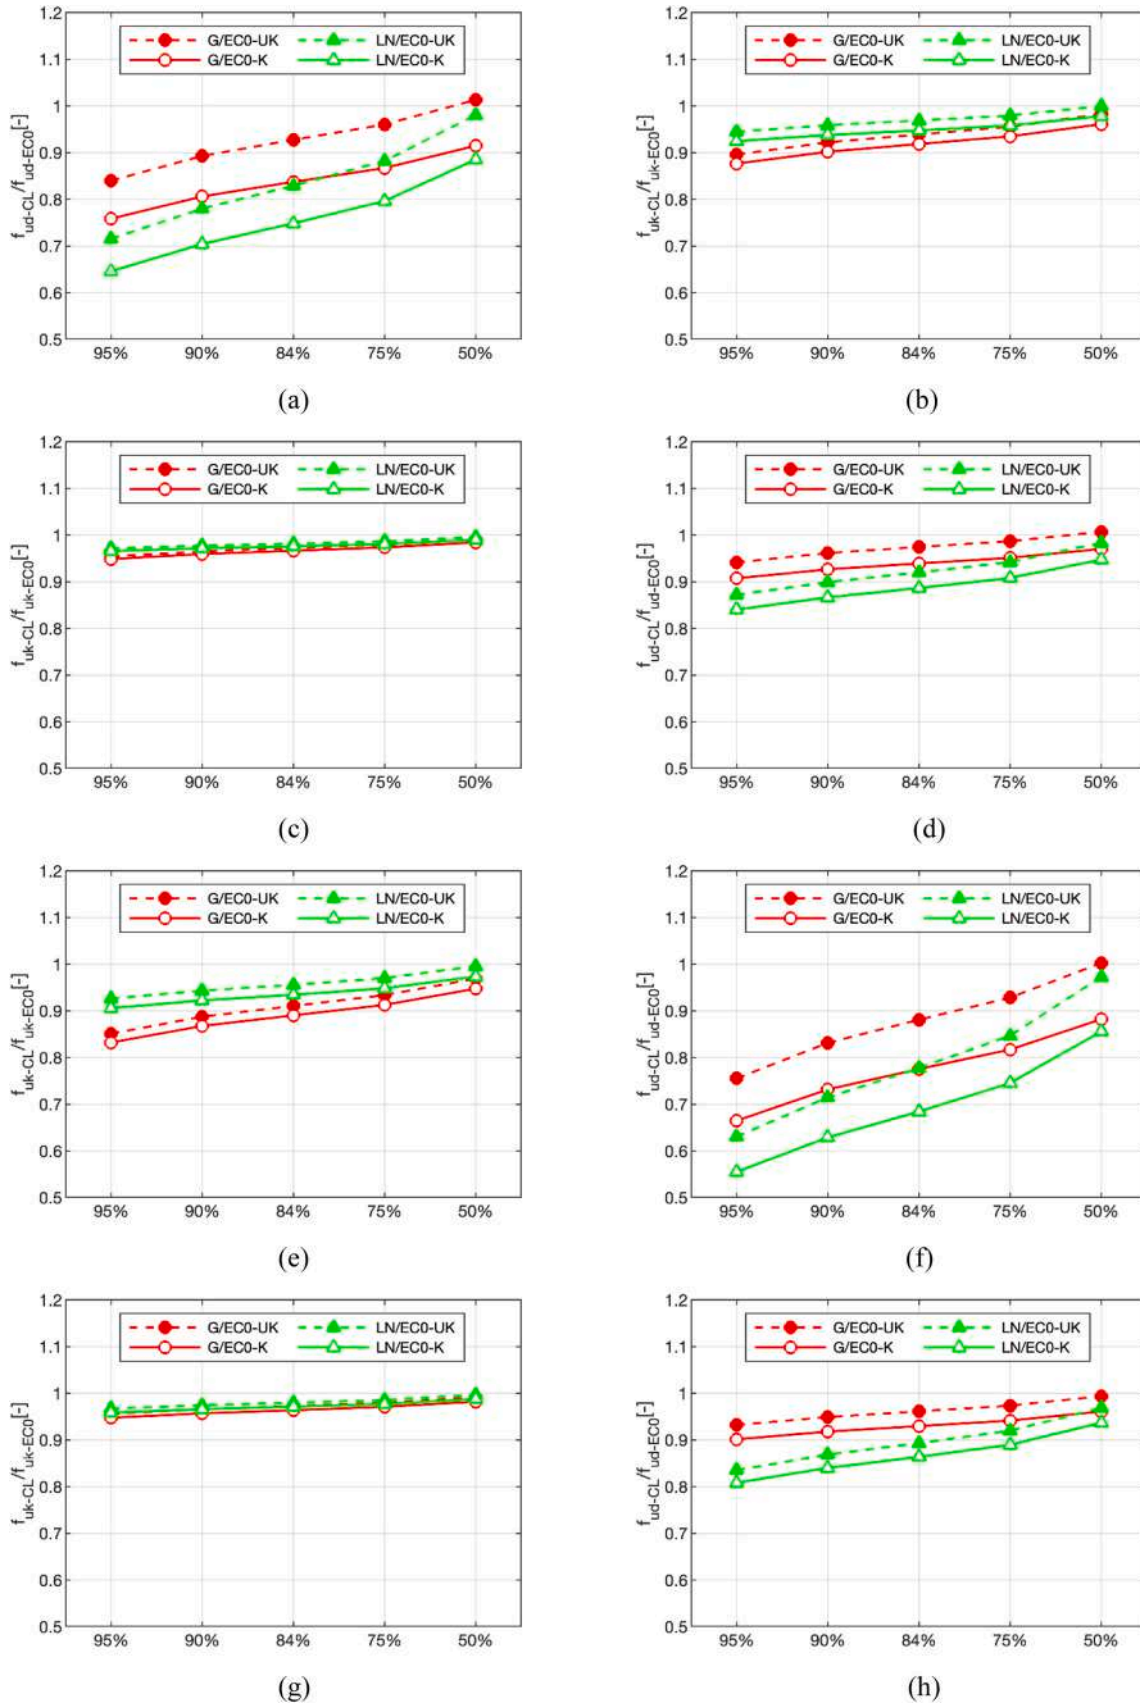 1.2
1.1
1
0.9
0.8
0.7
0.6
0.5
f_ud-CL/f_ud-EC0[-]
G/EC0-UK LN/EC0-UK
G/EC0-K LN/EC0-K
95% 90% 84% 75% 50%
(a)
1.2
1.1
1
0.9
0.8
0.7
0.6
0.5
f_uk-CL/f_uk-EC0[-]
G/EC0-UK LN/EC0-UK
G/EC0-K LN/EC0-K
95% 90% 84% 75% 50%
(b)
1.2
1.1
1
0.9
0.8
0.7
0.6
0.5
f_uk-CL/f_uk-EC0[-]
G/EC0-UK LN/EC0-UK
G/EC0-K LN/EC0-K
95% 90% 84% 75% 50%
(c)
1.2
1.1
1
0.9
0.8
0.7
0.6
0.5
f_ud-CL/f_ud-EC0[-]
G/EC0-UK LN/EC0-UK
G/EC0-K LN/EC0-K
95% 90% 84% 75% 50%
(d)
1.2
1.1
1
0.9
0.8
0.7
0.6
0.5
f_uk-CL/f_uk-EC0[-]
G/EC0-UK LN/EC0-UK
G/EC0-K LN/EC0-K
95% 90% 84% 75% 50%
(e)
1.2
1.1
1
0.9
0.8
0.7
0.6
0.5
f_ud-CL/f_ud-EC0[-]
G/EC0-UK LN/EC0-UK
G/EC0-K LN/EC0-K
95% 90% 84% 75% 50%
(f)
1.2
1.1
1
0.9
0.8
0.7
0.6
0.5
f_uk-CL/f_uk-EC0[-]
G/EC0-UK LN/EC0-UK
G/EC0-K LN/EC0-K
95% 90% 84% 75% 50%
(g)
1.2
1.1
1
0.9
0.8
0.7
0.6
0.5
f_ud-CL/f_ud-EC0[-]
G/EC0-UK LN/EC0-UK
G/EC0-K LN/EC0-K
95% 90% 84% 75% 50%
(h)